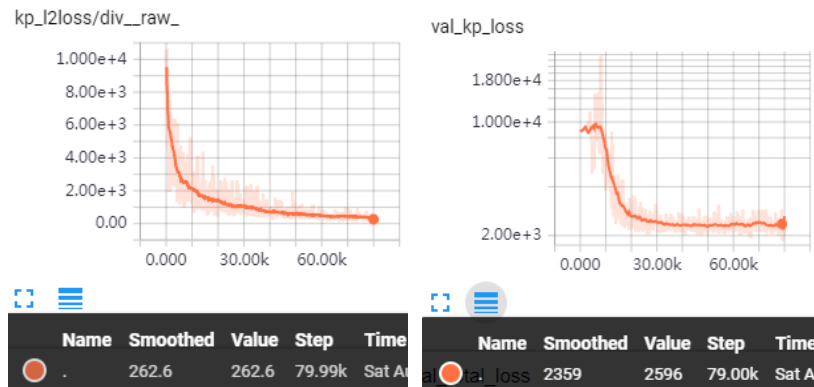 kp_l2loss/div__raw_
1.000e+4
8.00e+3
6.00e+3
4.00e+3
2.00e+3
0.00
0.000 30.00k 60.00k
Name Smoothed Value Step Time
. 262.6 262.6 79.99k Sat A
val_kp_loss
1.800e+4
1.000e+4
2.00e+3
0.000 30.00k 60.00k
Name Smoothed Value Step Time
. 2359 2596 79.00k Sat A